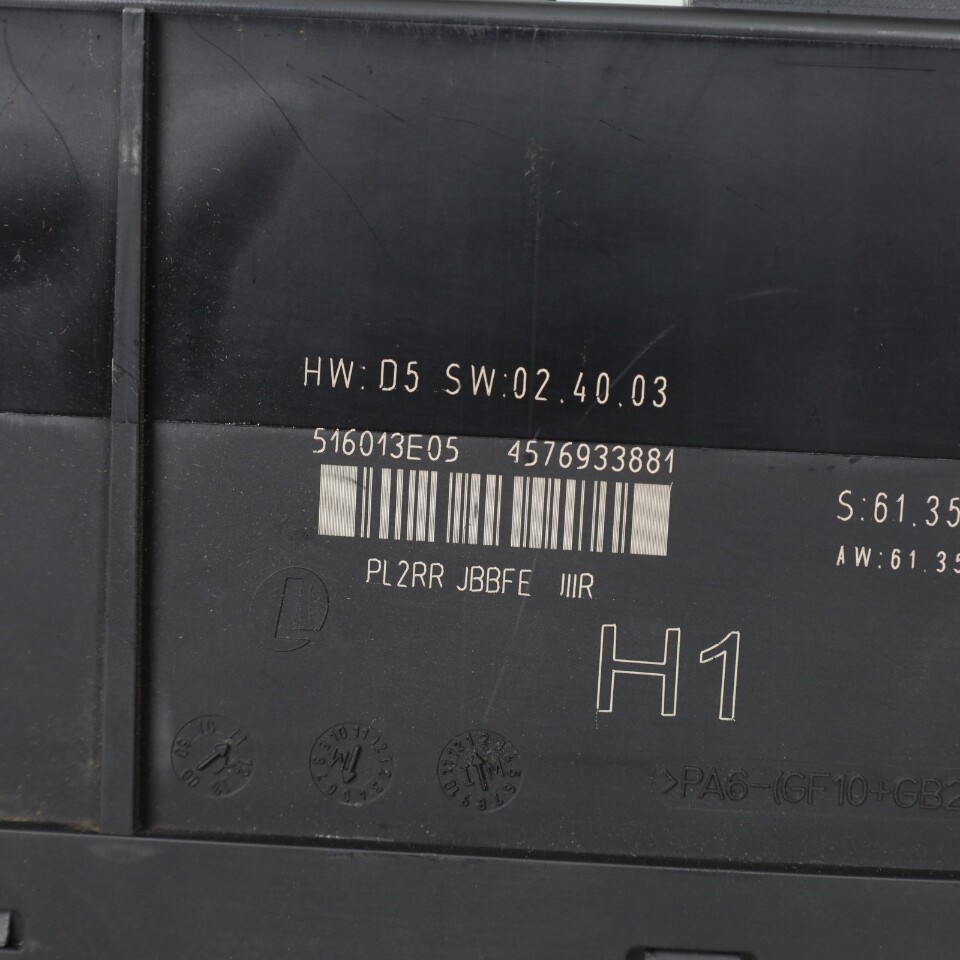 HW: D5 SW:02.40.03
516013E05 4576933881
S:61.35
AW:61.35
PL2RR JBBFE IIIR
H1
>PA6-(GF10+GB2